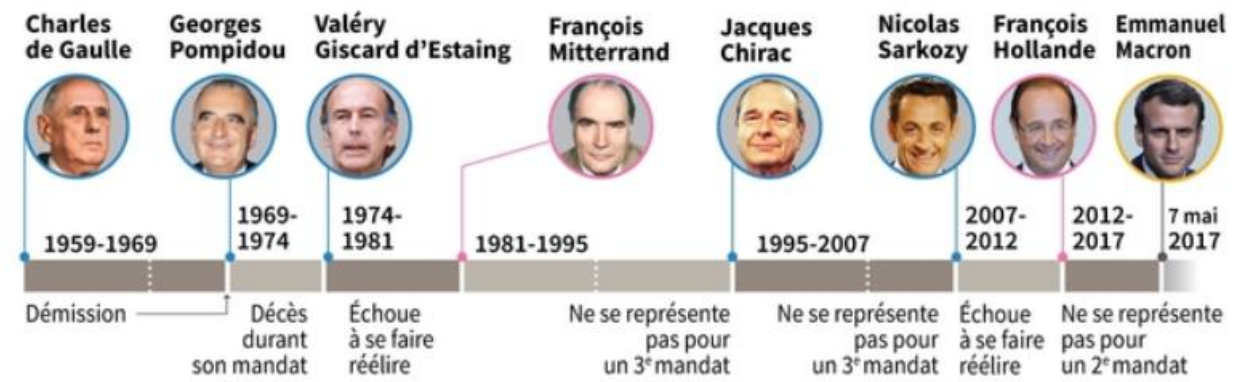 Charles
de Gaulle
Georges
Pompidou
Valéry
Giscard d'Estaing
François
Mitterrand
Jacques
Chirac
Nicolas
Sarkozy
François
Hollande
Emmanuel
Macron
1959-1969
1969-
1974
1974-
1981
1981-1995
1995-2007
2007-
2012
2012-
2017
7 mai
2017
Démission
Décès
durant
son mandat
Échoue
à se faire
réélire
Ne se représente
pas pour
un 3e mandat
Ne se représente
pas pour
un 3e mandat
Échoue
à se faire
réélire
Ne se représente
pas pour
un 2e mandat